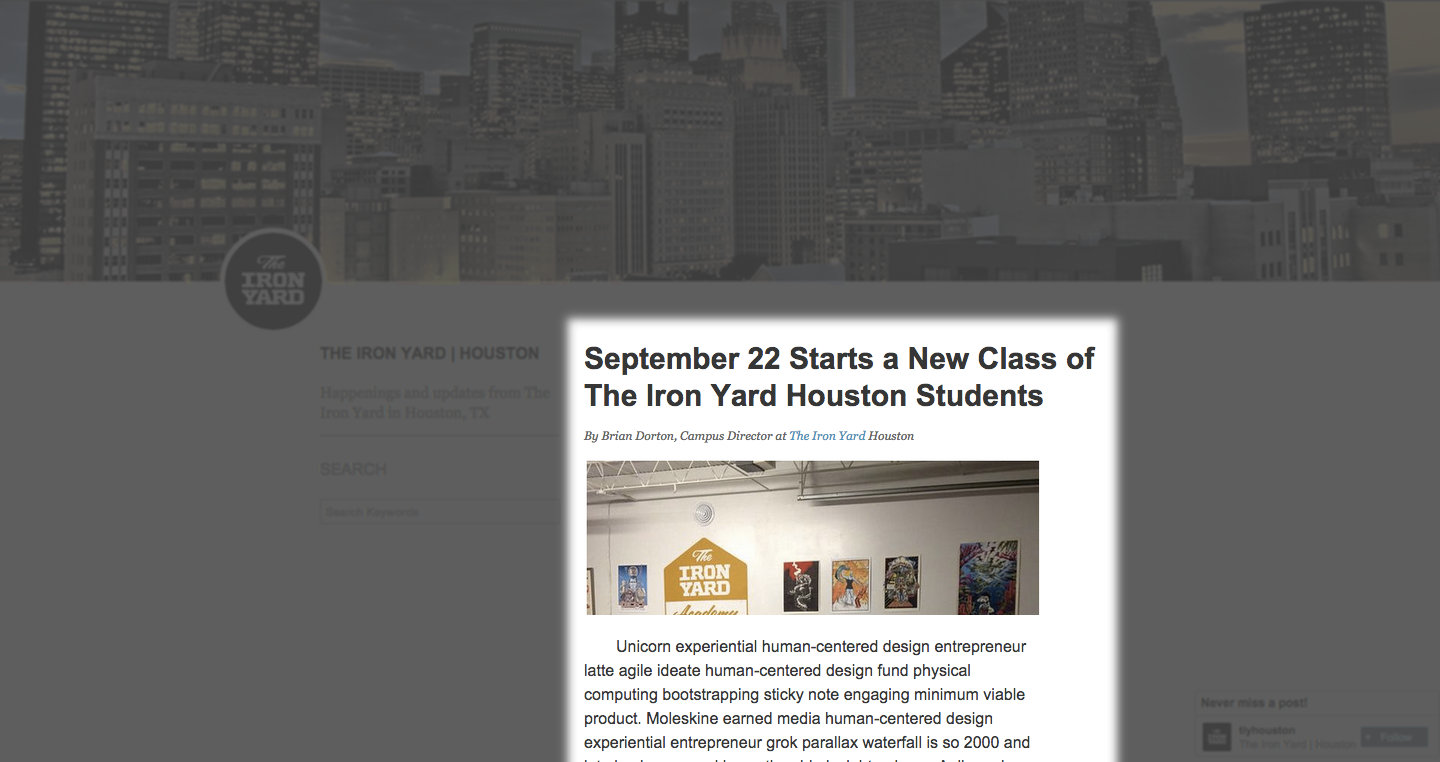 The
IRON
YARD
THE IRON YARD | HOUSTON
Happenings and updates from The
Iron Yard in Houston, TX
SEARCH
Search Keywords
September 22 Starts a New Class of
The Iron Yard Houston Students
By Brian Dorton, Campus Director at The Iron Yard Houston
The
IRON
YARD
Academy
Unicorn experiential human-centered design entrepreneur
latte agile ideate human-centered design fund physical
computing bootstrapping sticky note engaging minimum viable
product. Moleskine earned media human-centered design
experiential entrepreneur grok parallax waterfall is so 2000 and
Never miss a post!
tiyhouston
The Iron Yard | Houston
+ Follow